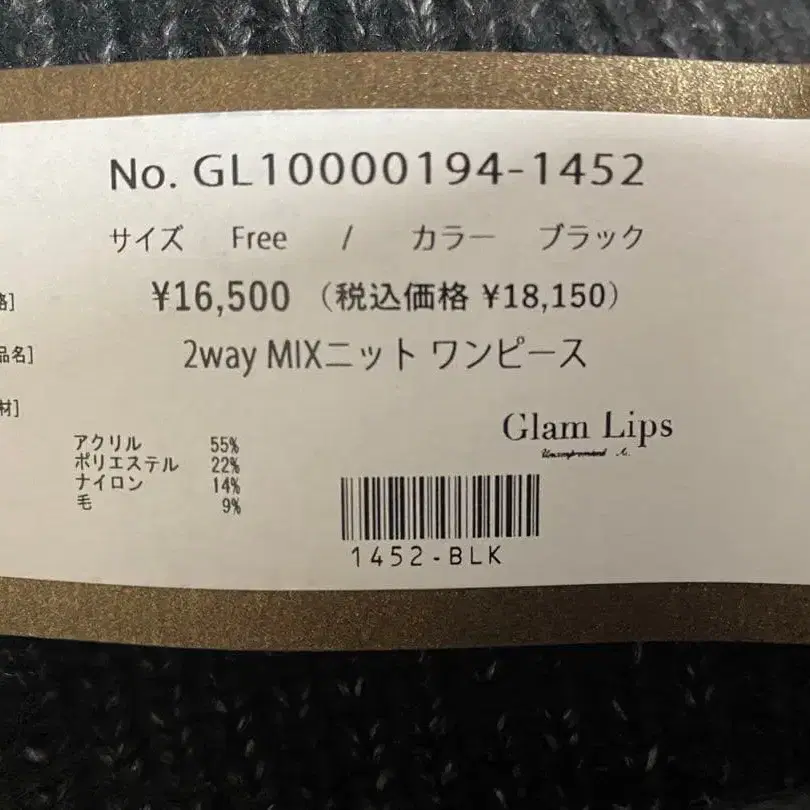 No. GL10000194-1452
サイズ Free / カラー ブラック
格] ¥16,500 (税込価格 ¥18,150)
品名] 2way MIXニット ワンピース
材]
アクリル 55%
ポリエステル 22%
ナイロン 14%
毛 9%
Glam Lips
1452-BLK